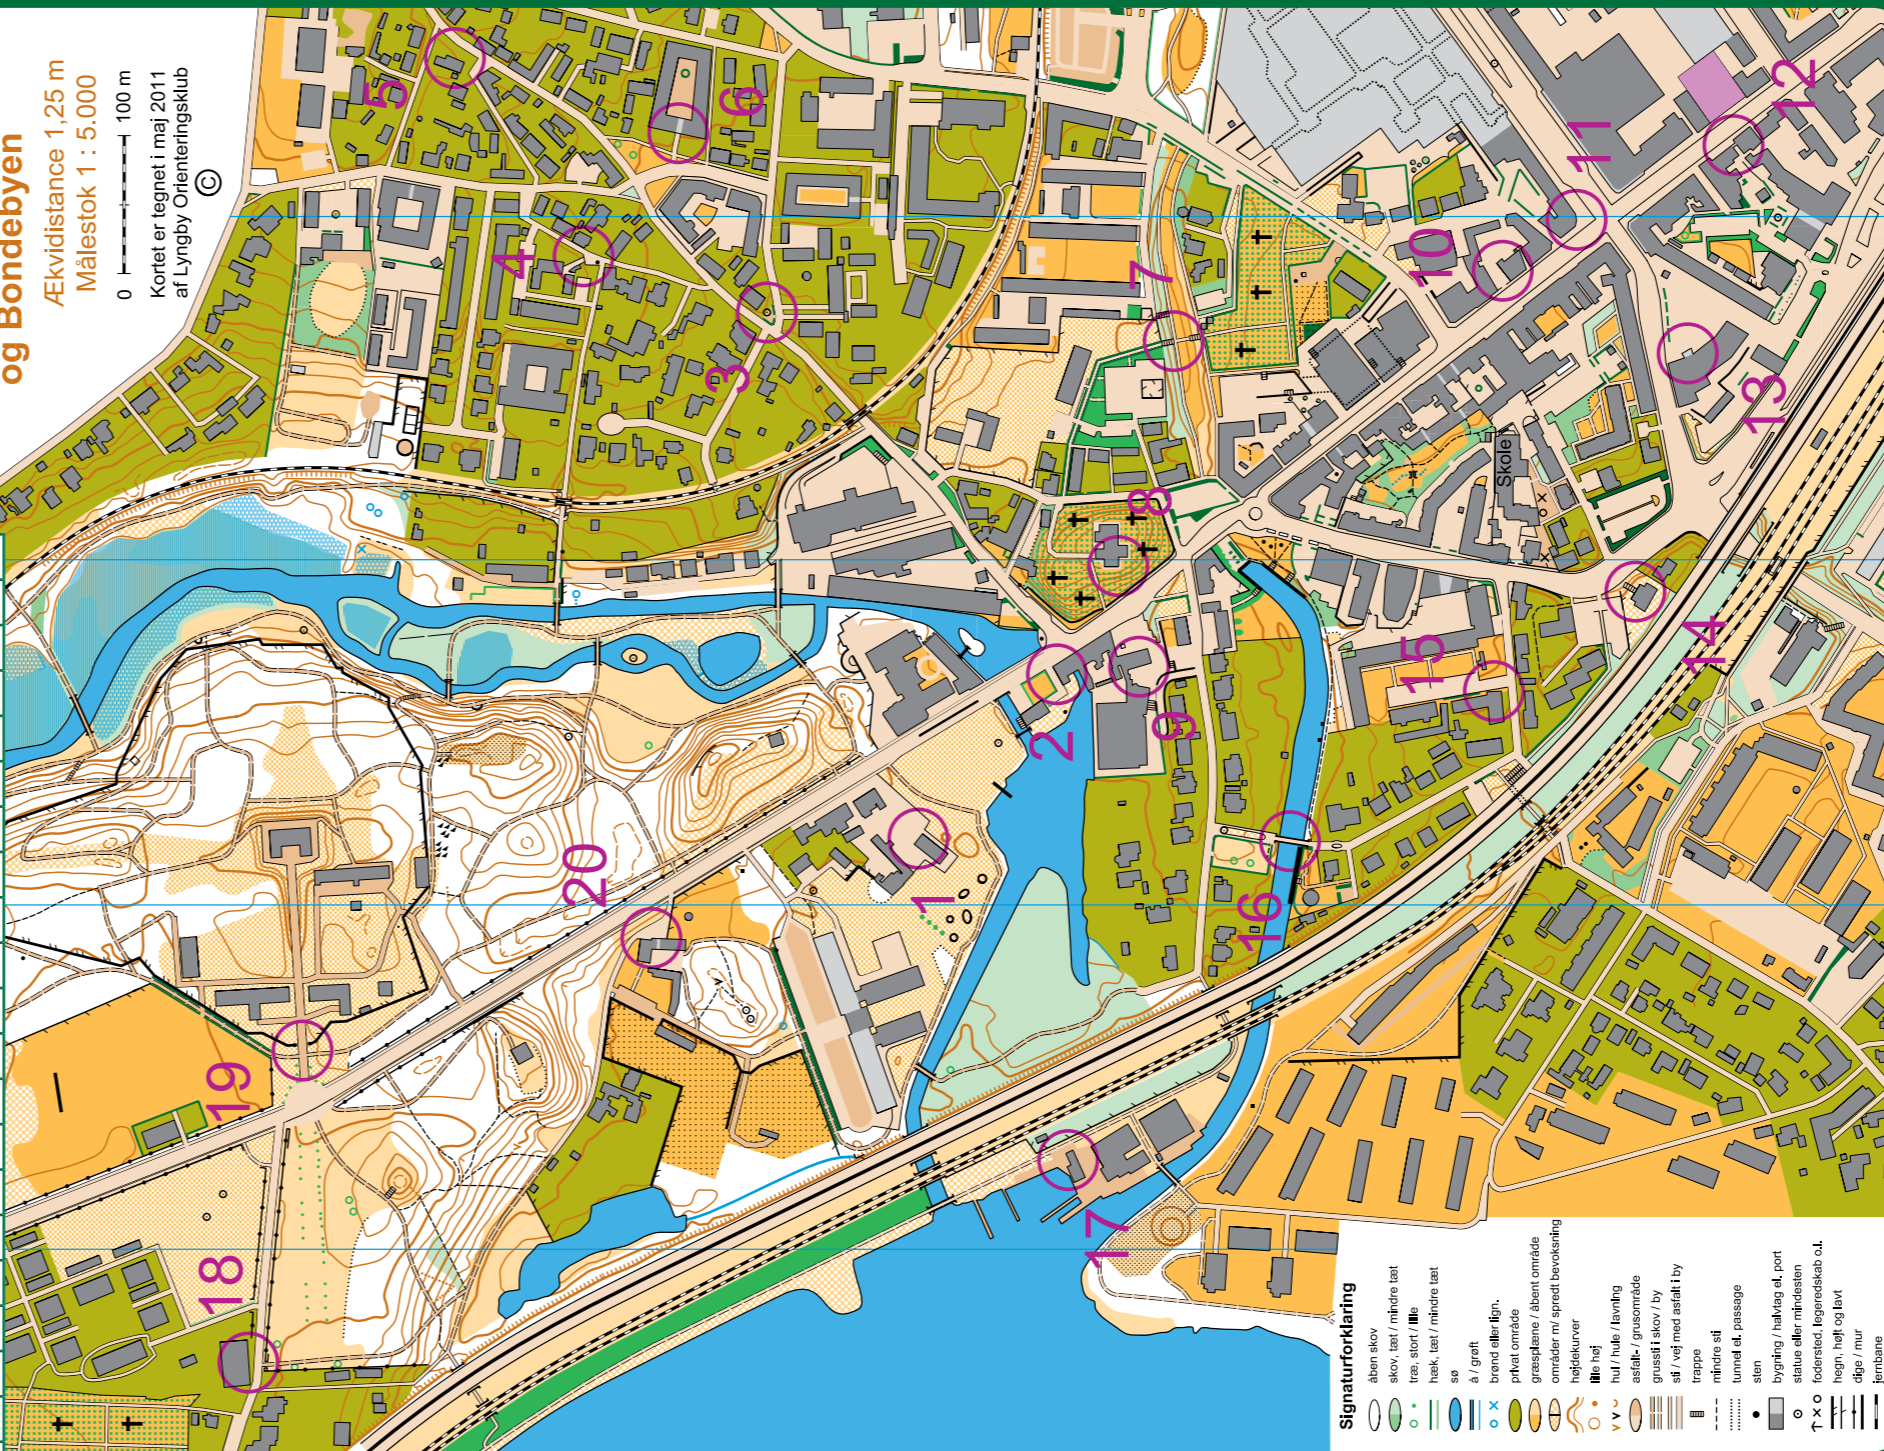 og Bondebyen
Ækvidistance 1,25 m
Målestok 1 : 5.000
0 100 m
Kortet er tegnet i maj 2011
af Lyngby Orienteringsklub
©
5
6
4
3
7
10
11
12
13
8
Skole
2
9
15
14
20
1
16
19
18
17
Signaturforklaring
åben skov
skov, tæt / mindre tæt
træ, stort / lille
hæk, tæt / mindre tæt
sø
å / grøft
brønd eller lign.
privat område
græsplæne / åbent område
områder m/ spredt bevoksning
højdekurver
lille høj
hul / hule / lavning
asfalt- / grusområde
grussti i skov / by
sti / vej med asfalt i by
trappe
mindre sti
tunnel el. passage
sten
bygning / halvtag el. port
statue eller mindesten
fodersted, legeredskab o.l.
hegn, højt og lavt
dige / mur
jernbane